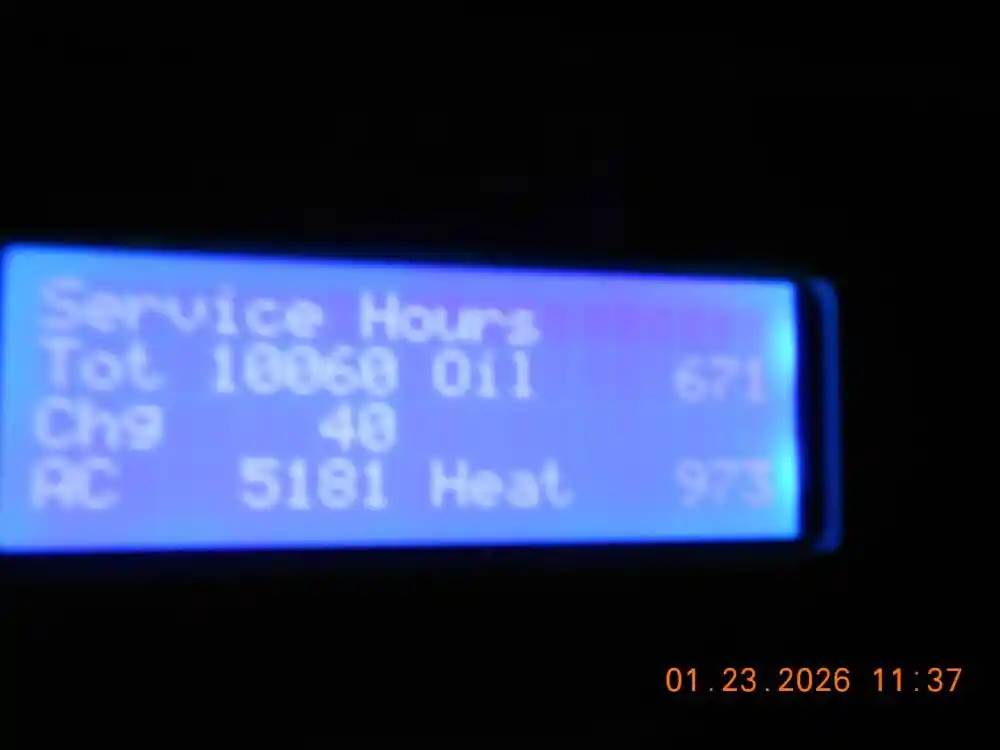 Service Hours
Tot 10060 Oil 671
Chg 40
AC 5181 Heat 973
01.23.2026 11:37